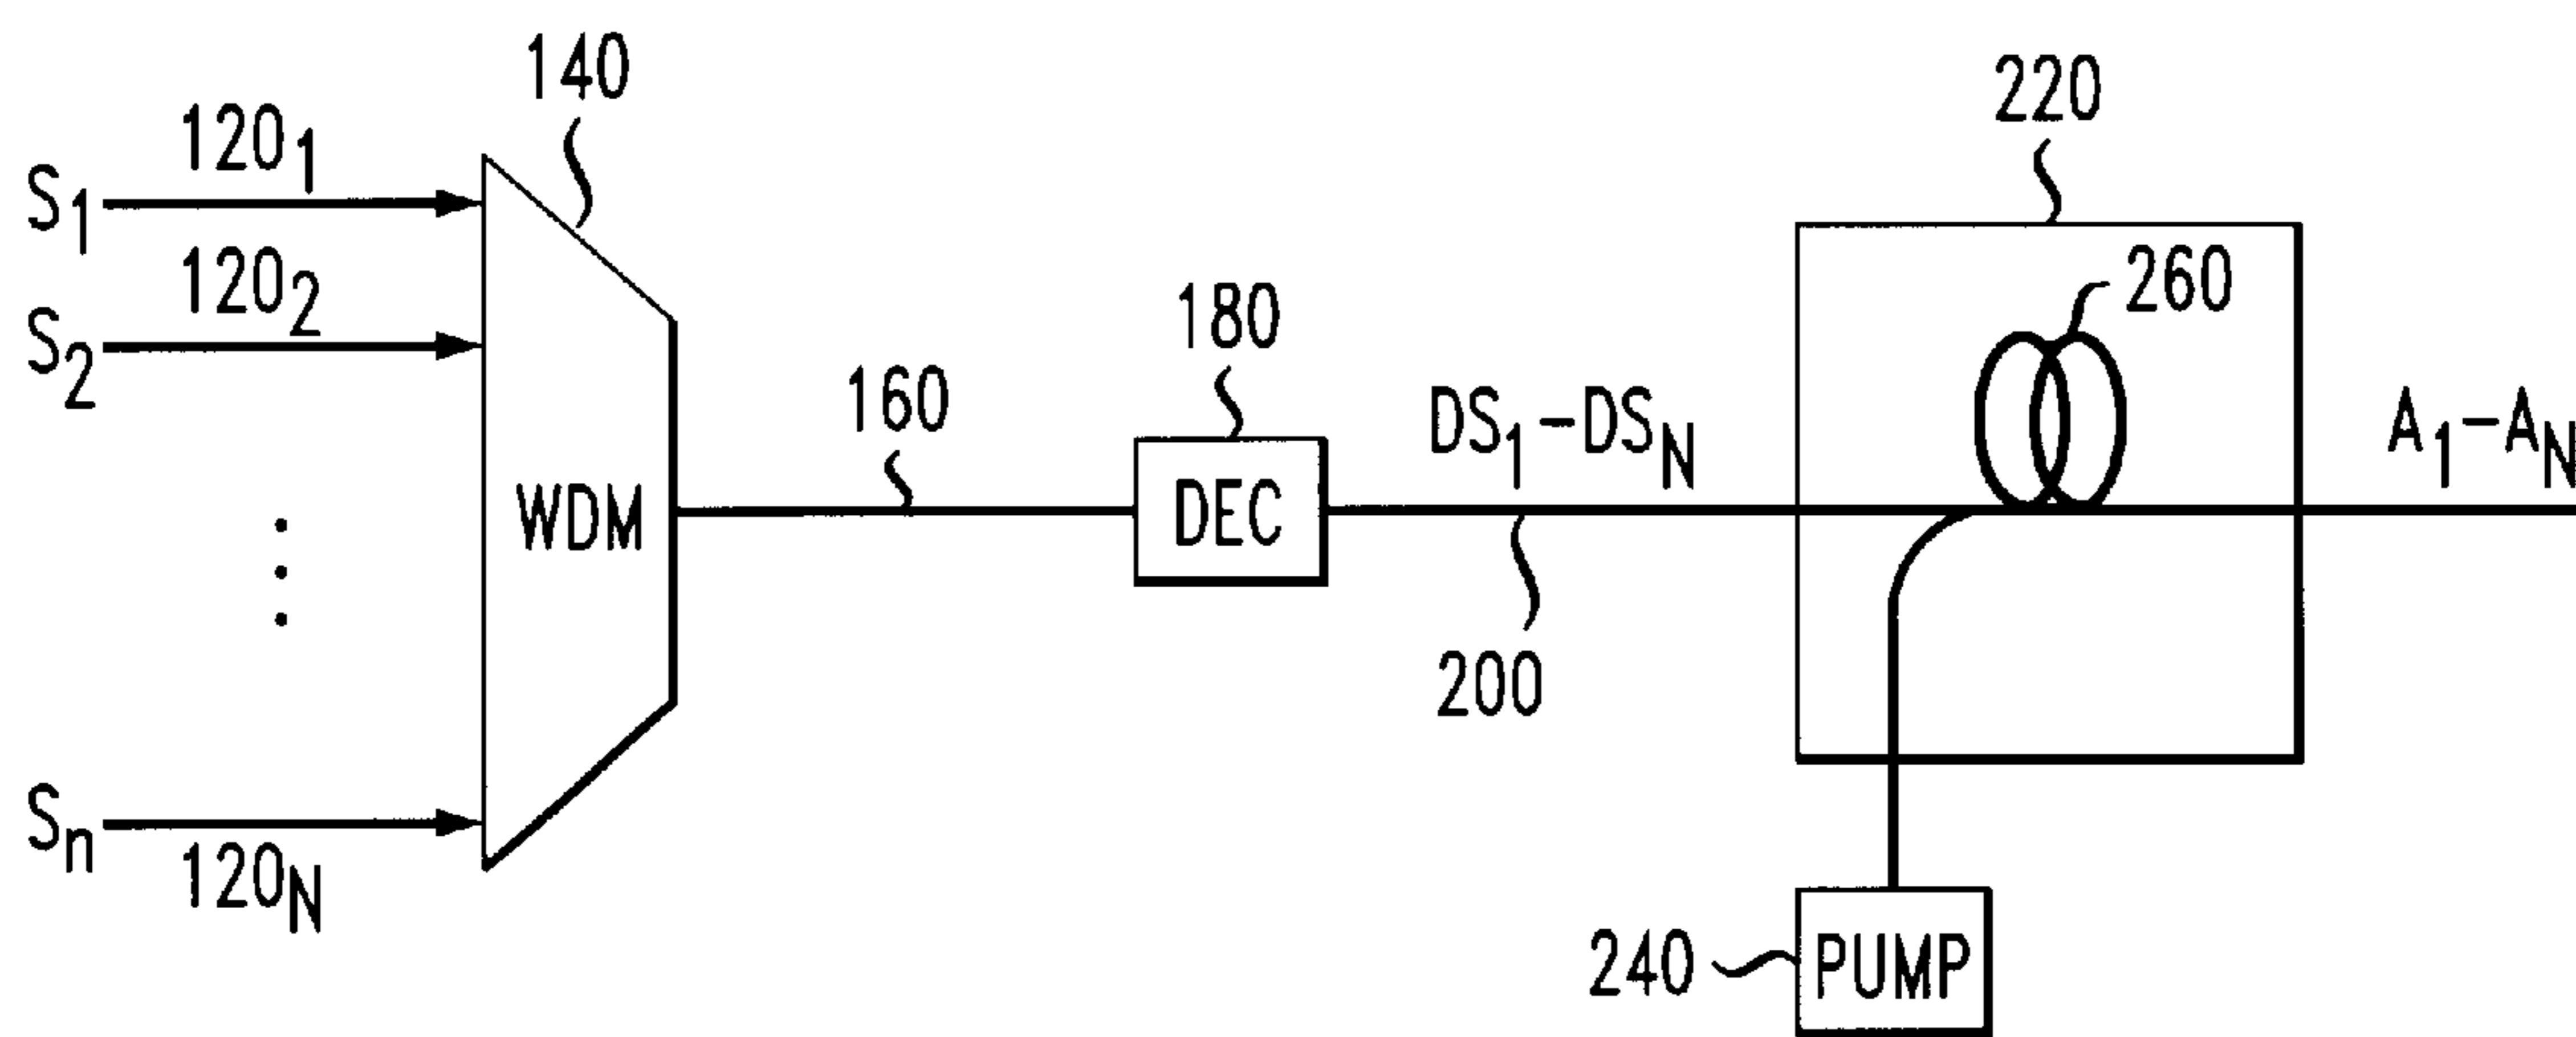 140
220
120₁
S₁
120₂
S₂
260
180
160
DS₁-DS_N
A₁-A_N
WDM
DEC
200
Sₙ
120_N
240
PUMP